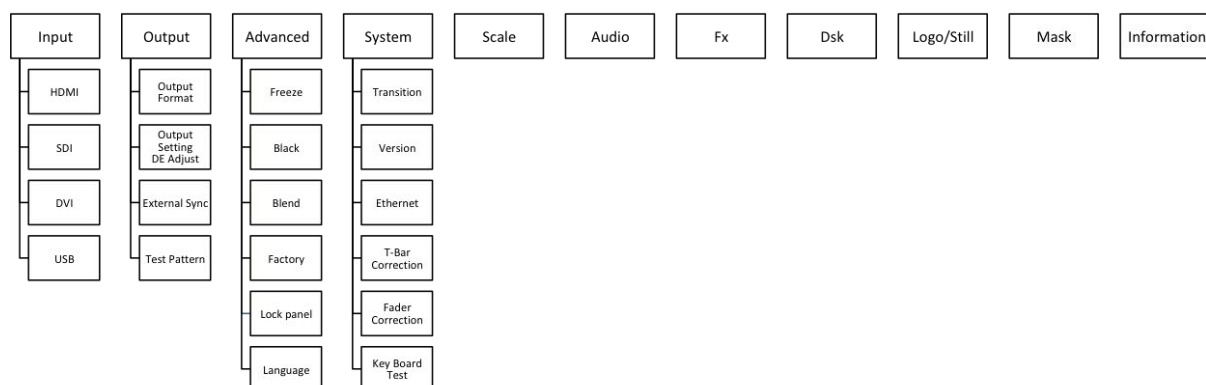 Input
Output
Advanced
System
Scale
Audio
Fx
Dsk
Logo/Still
Mask
Information
HDMI
SDI
DVI
USB
Output
Format
Output
Setting
DE Adjust
External Sync
Test Pattern
Freeze
Black
Blend
Factory
Lock panel
Language
Transition
Version
Ethernet
T-Bar
Correction
Fader
Correction
Key Board
Test